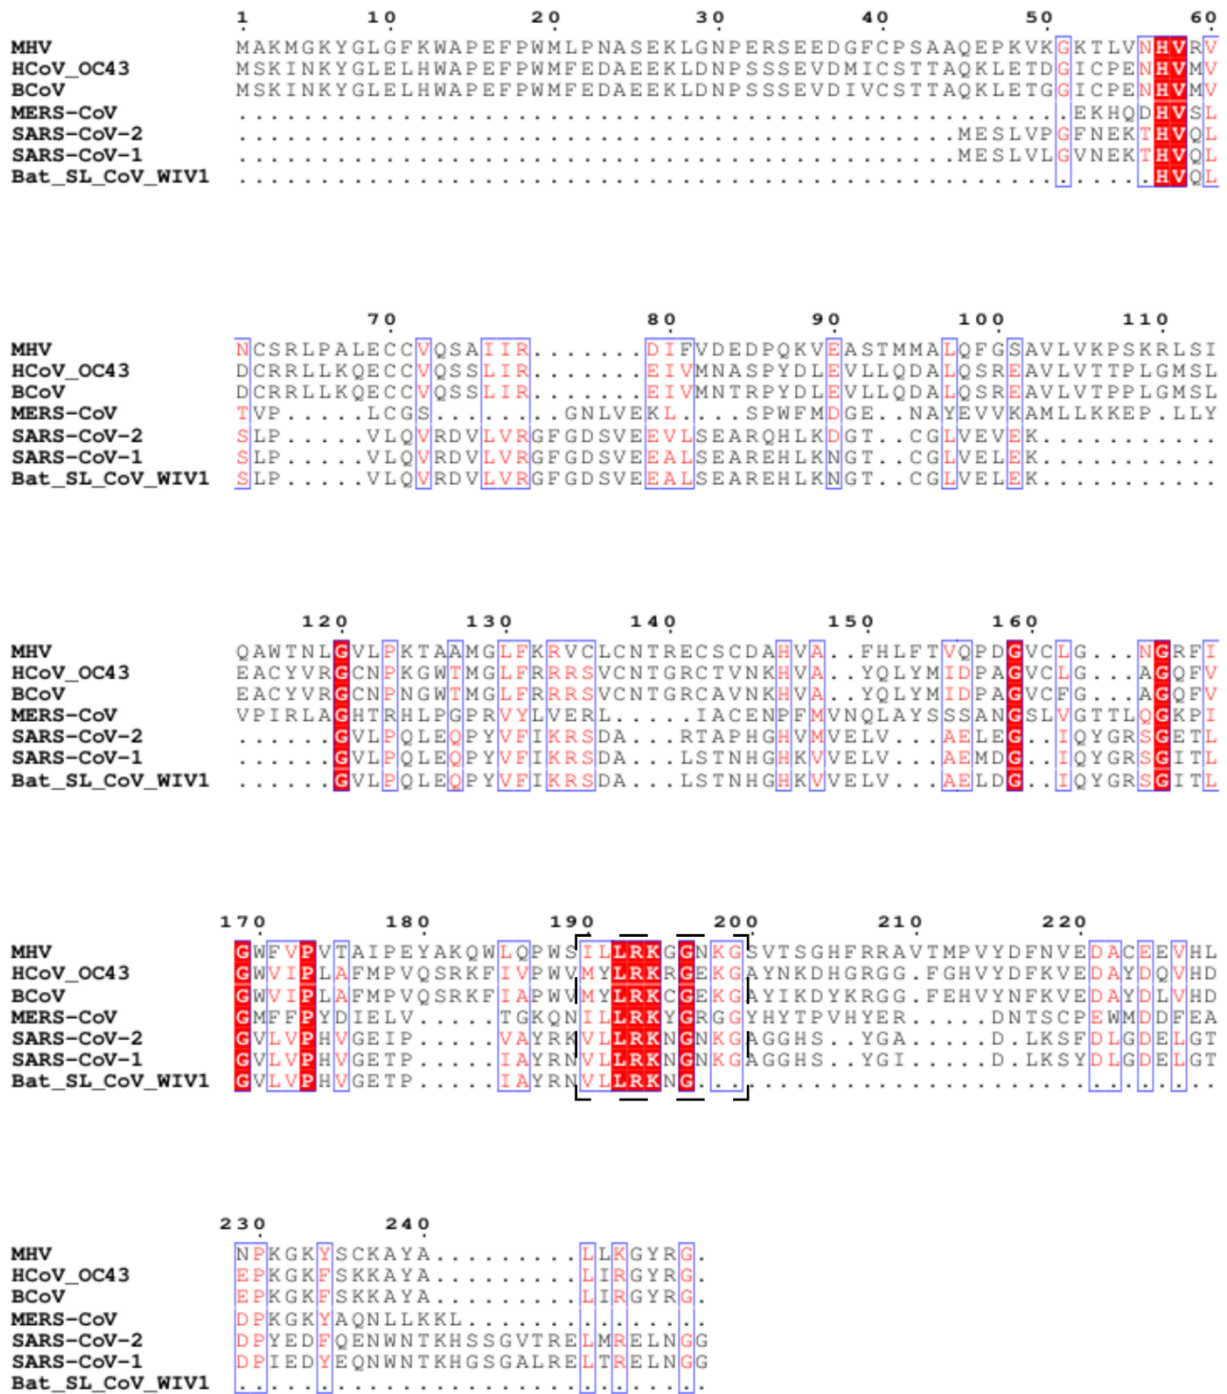 1 10 20 30 40 50 60
MHV MAKMGKYGLGFKWAPEFPWMLPNASEKLGNPERSEEDGFCPSAAQEPKVKGKTLVNHVRV
HCoV_OC43 MSKINKYGLELHWAPEFPWMFEDAEEKLDNPSSSEVDMICSTTAQKLETDGICPENHVMV
BCoV MSKINKYGLELHWAPEFPWMFEDAEEKLDNPSSSEVDIVCSTTAQKLETGGICPENHVMV
MERS-CoV ...................................................EKHQDHVSL
SARS-CoV-2 ............................................MESLVPGFNEKTHVQL
SARS-CoV-1 ............................................MESLVLGVNEKTHVQL
Bat_SL_CoV_WIV1 ........................................................HVQL
70 80 90 100 110
MHV NCSRLPALECCVQSAIIR.......DIFVDEDPQKVEASTMMALQFGSAVLVKPSKRLSI
HCoV_OC43 DCRRLLKQECCVQSSLIR.......EIVMNASPYDLEVLLQDALQSREAVLVTTPLGMSL
BCoV DCRRLLKQECCVQSSLIR.......EIVMNTRPYDLEVLLQDALQSREAVLVTPPLGMSL
MERS-CoV TVP.....LCGS........GNLVEKL....SPWFMDGE..NAYEVVKAMLLKKEP.LLY
SARS-CoV-2 SLP.....VLQVRDVLVRGFGDSVEEVLSEARQHLKDGT..CGLVEVEK...........
SARS-CoV-1 SLP.....VLQVRDVLVRGFGDSVEEALSEAREHLKNGT..CGLVELEK...........
Bat_SL_CoV_WIV1 SLP.....VLQVRDVLVRGFGDSVEEALSEAREHLKNGT..CGLVELEK...........
120 130 140 150 160
MHV QAWTNLGVLPKTAAMGLFKRVCLCNTRECSCDAHVA..FHLFTVQPDGVCLG...NGRFI
HCoV_OC43 EACYVRGCNPKGWTMGLFRRRSVCNTGRCTVNKHVA..YQLYMIDPAGVCLG...AGQFV
BCoV EACYVRGCNPNGWTMGLFRRRSVCNTGRCAVNKHVA..YQLYMIDPAGVCFG...AGQFV
MERS-CoV VPIRLAGHTRHLPGPRVYLVERL.....IACENPFMVNQLAYSSSANGSLVGTTLQGKPI
SARS-CoV-2 ......GVLPQLEQPYVFIKRSDA...RTAPHGHVMVELV...AELEG..IQYGRSGETL
SARS-CoV-1 ......GVLPQLEQPYVFIKRSDA...LSTNHGHKVVELV...AEMDG..IQYGRSGITL
Bat_SL_CoV_WIV1 ......GVLPQLEQPYVFIKRSDA...LSTNHGHKVVELV...AELDG..IQYGRSGITL
170 180 190 200 210 220
MHV GWFVPVTAIPEYAKQWLQPWSILLRKGGNKGSVTSGHFRRAVTMPVYDFNVEDACEEVHL
HCoV_OC43 GWVIPLAFMPVQSRKFIVPWVMYLRKRGEKGAYNKDHGRGG.FGHVYDFKVEDAYDQVHD
BCoV GWVIPLAFMPVQSRKFIAPWVMYLRKCGEKGAYIKDYKRGG.FEHVYNFKVEDAYDLVHD
MERS-CoV GMFFPYDIELV.....TGKQNILLRKYGRGGYHYTPVHYER.....DNTSCPEWMDDFEA
SARS-CoV-2 GVLVPHVGEIP.....VAYRKVLLRKNGNKGAGGHS..YGA....D.LKSFDLGDELGT
SARS-CoV-1 GVLVPHVGETP.....IAYRNVLLRKNGNKGAGGHS..YGI....D.LKSYDLGDELGT
Bat_SL_CoV_WIV1 GVLVPHVGETP.....IAYRNVLLRKNG................................
230 240
MHV NPKGKYSCKAYA.........LLKGYRG.
HCoV_OC43 EPKGKFSKKAYA.........LIRGYRG.
BCoV EPKGKFSKKAYA.........LIRGYRG.
MERS-CoV DPKGKYAQNLLKKL...............
SARS-CoV-2 DPYEDFQENWNTKHSSGVTRELMRELNGG
SARS-CoV-1 DPIEDYEQNWNTKHGSGALRELTRELNGG
Bat_SL_CoV_WIV1 .............................